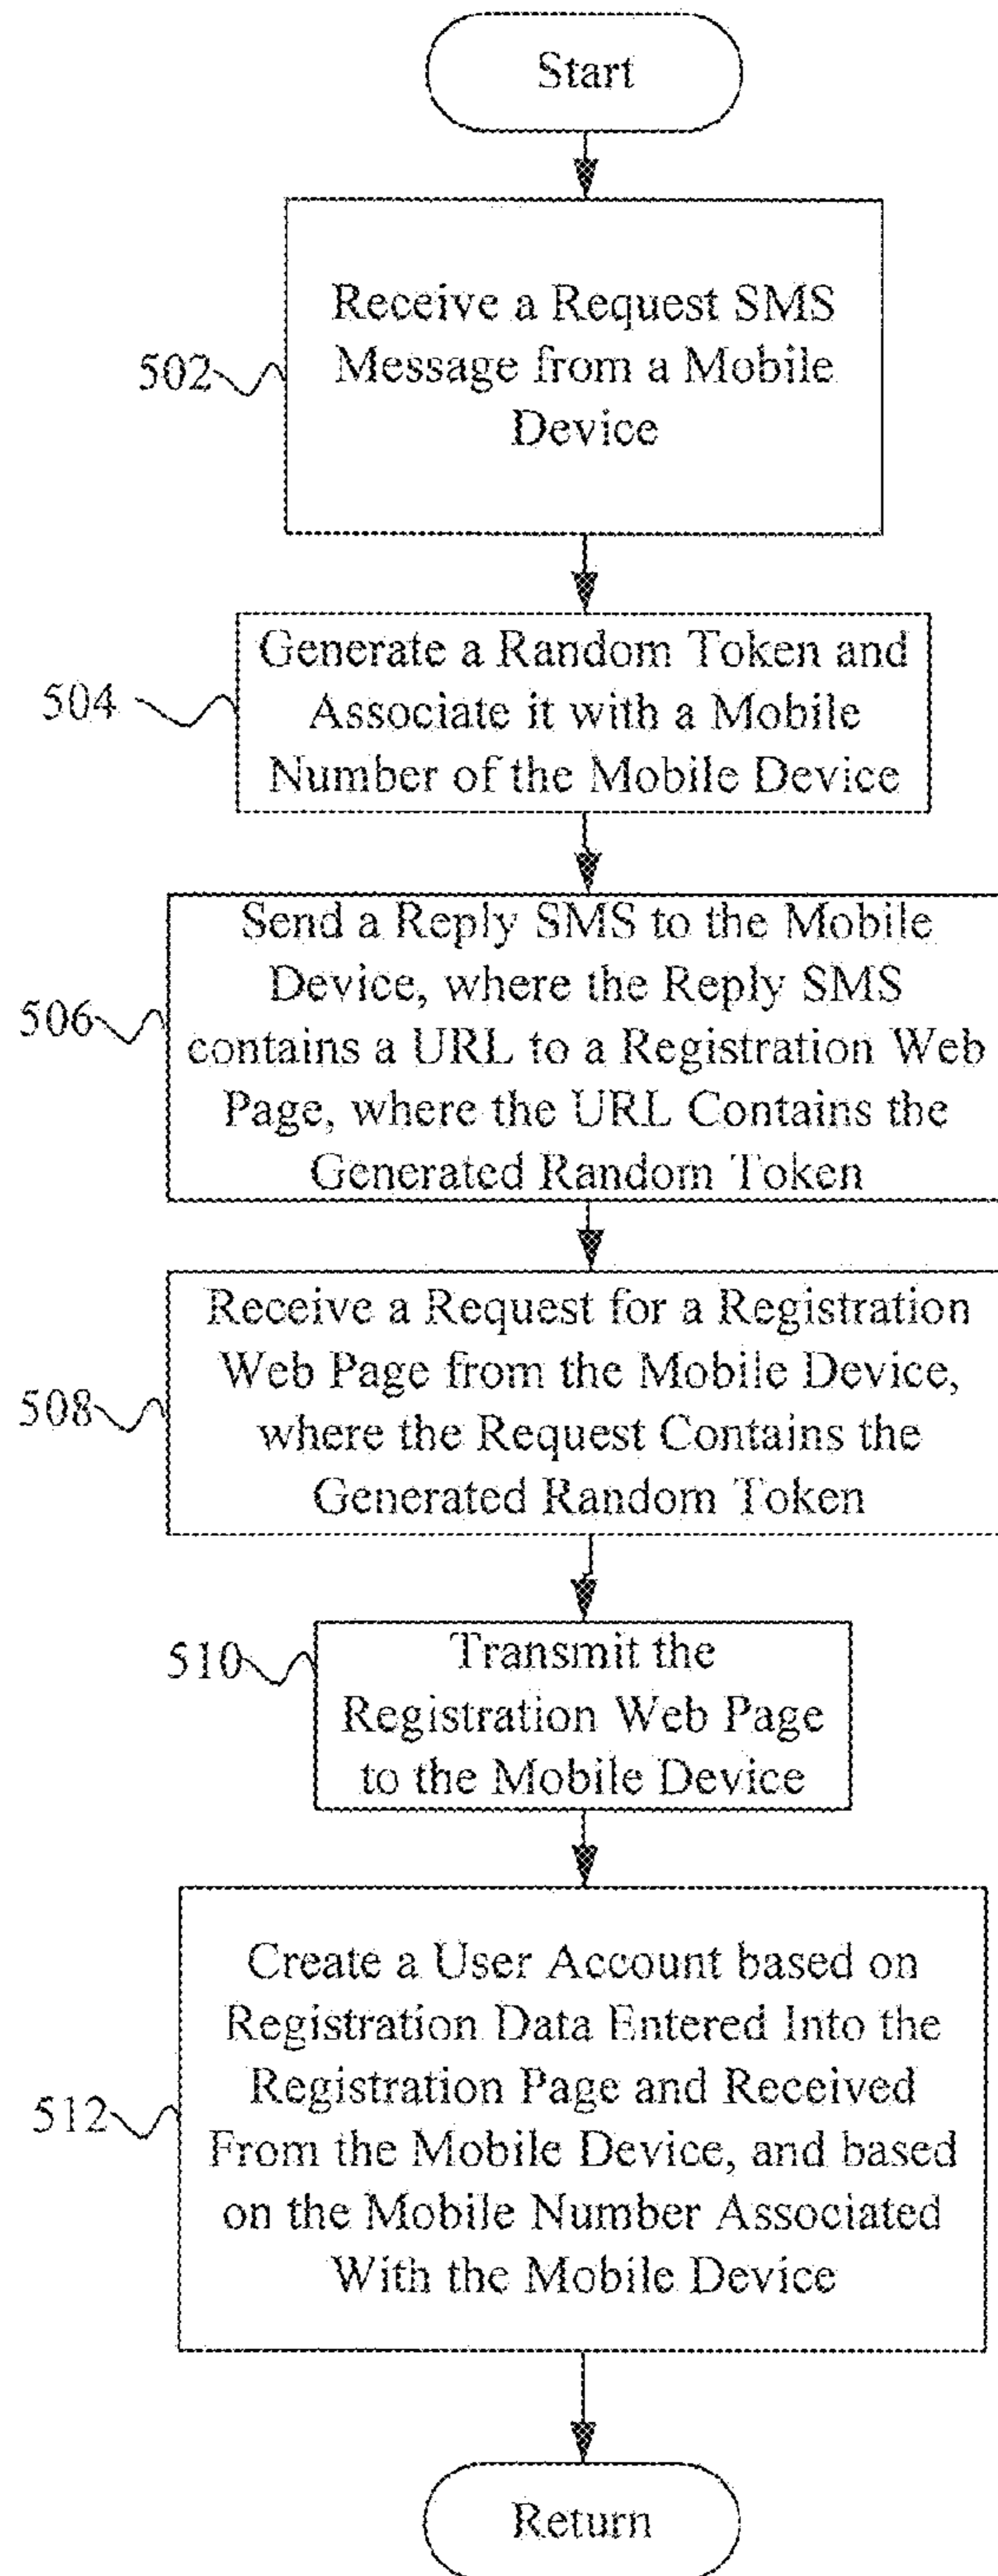 Start
Receive a Request SMS
Message from a Mobile
Device
502
Generate a Random Token and
Associate it with a Mobile
Number of the Mobile Device
504
Send a Reply SMS to the Mobile
Device, where the Reply SMS
contains a URL to a Registration Web
Page, where the URL Contains the
Generated Random Token
506
Receive a Request for a Registration
Web Page from the Mobile Device,
where the Request Contains the
Generated Random Token
508
510
Transmit the
Registration Web Page
to the Mobile Device
Create a User Account based on
Registration Data Entered Into the
Registration Page and Received
From the Mobile Device, and based
on the Mobile Number Associated
With the Mobile Device
512
Return